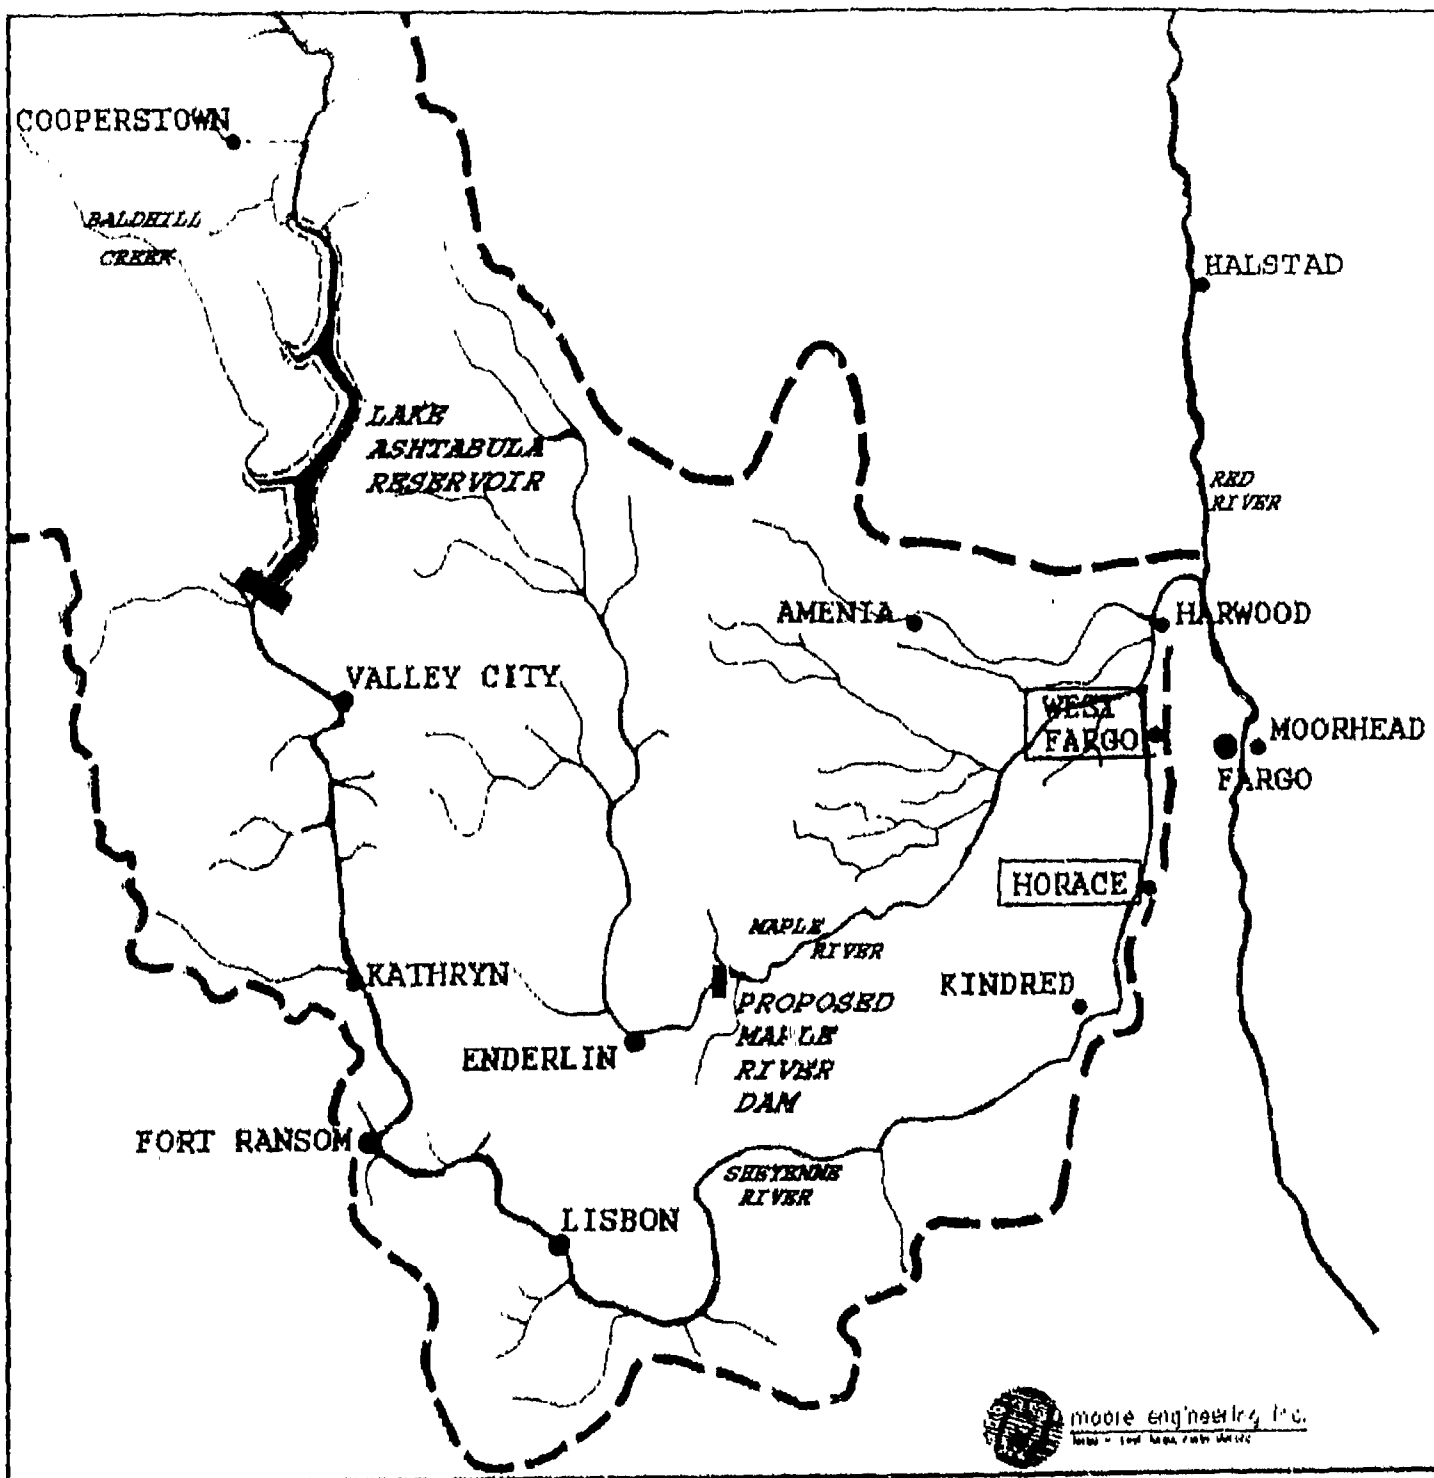 COOPERSTOWN
BALDHILL
CREEK
HALSTAD
LAKE
ASHTABULA
RESERVOIR
RED
RIVER
AMENIA
HARWOOD
VALLEY CITY
WEST
FARGO
MOORHEAD
FARGO
HORACE
MAPLE
RIVER
KATHRYN
KINDRED
PROPOSED
MAPLE
RIVER
DAM
ENDERLIN
FORT RANSOM
SHEYENNE
RIVER
LISBON
moore engineering inc.